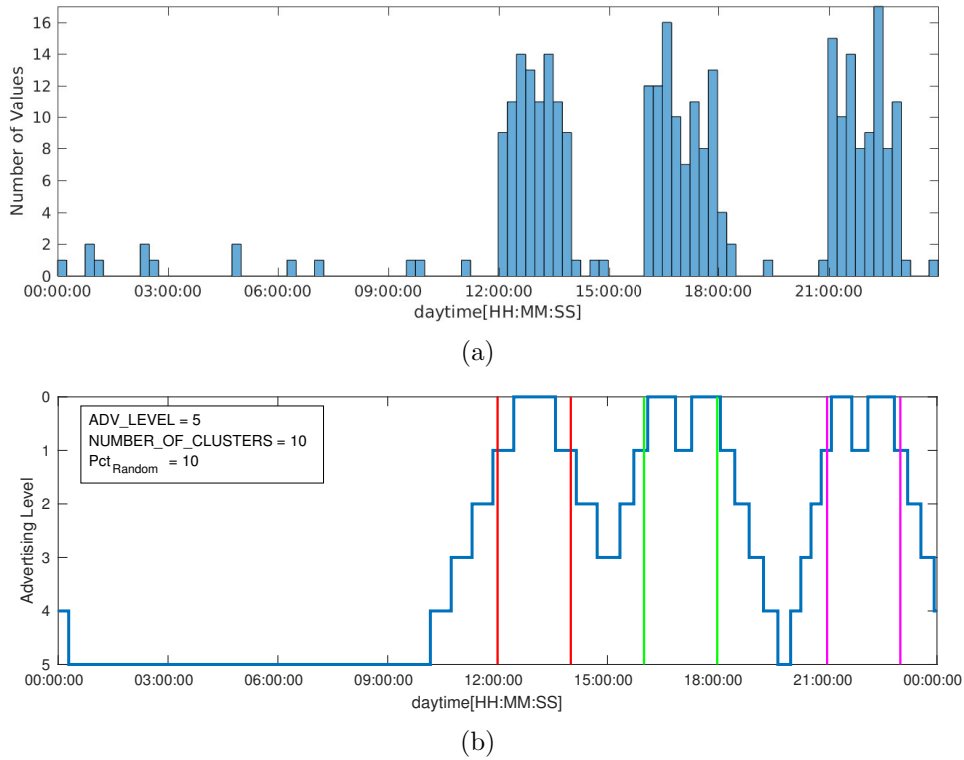 16
14
12
10
8
6
4
2
0
Number of Values
00:00:00 03:00:00 06:00:00 09:00:00 12:00:00 15:00:00 18:00:00 21:00:00
daytime[HH:MM:SS]
(a)
0
1
2
3
4
5
Advertising Level
ADV_LEVEL = 5
NUMBER_OF_CLUSTERS = 10
Pct_Random = 10
00:00:00 03:00:00 06:00:00 09:00:00 12:00:00 15:00:00 18:00:00 21:00:00 00:00:00
daytime[HH:MM:SS]
(b)